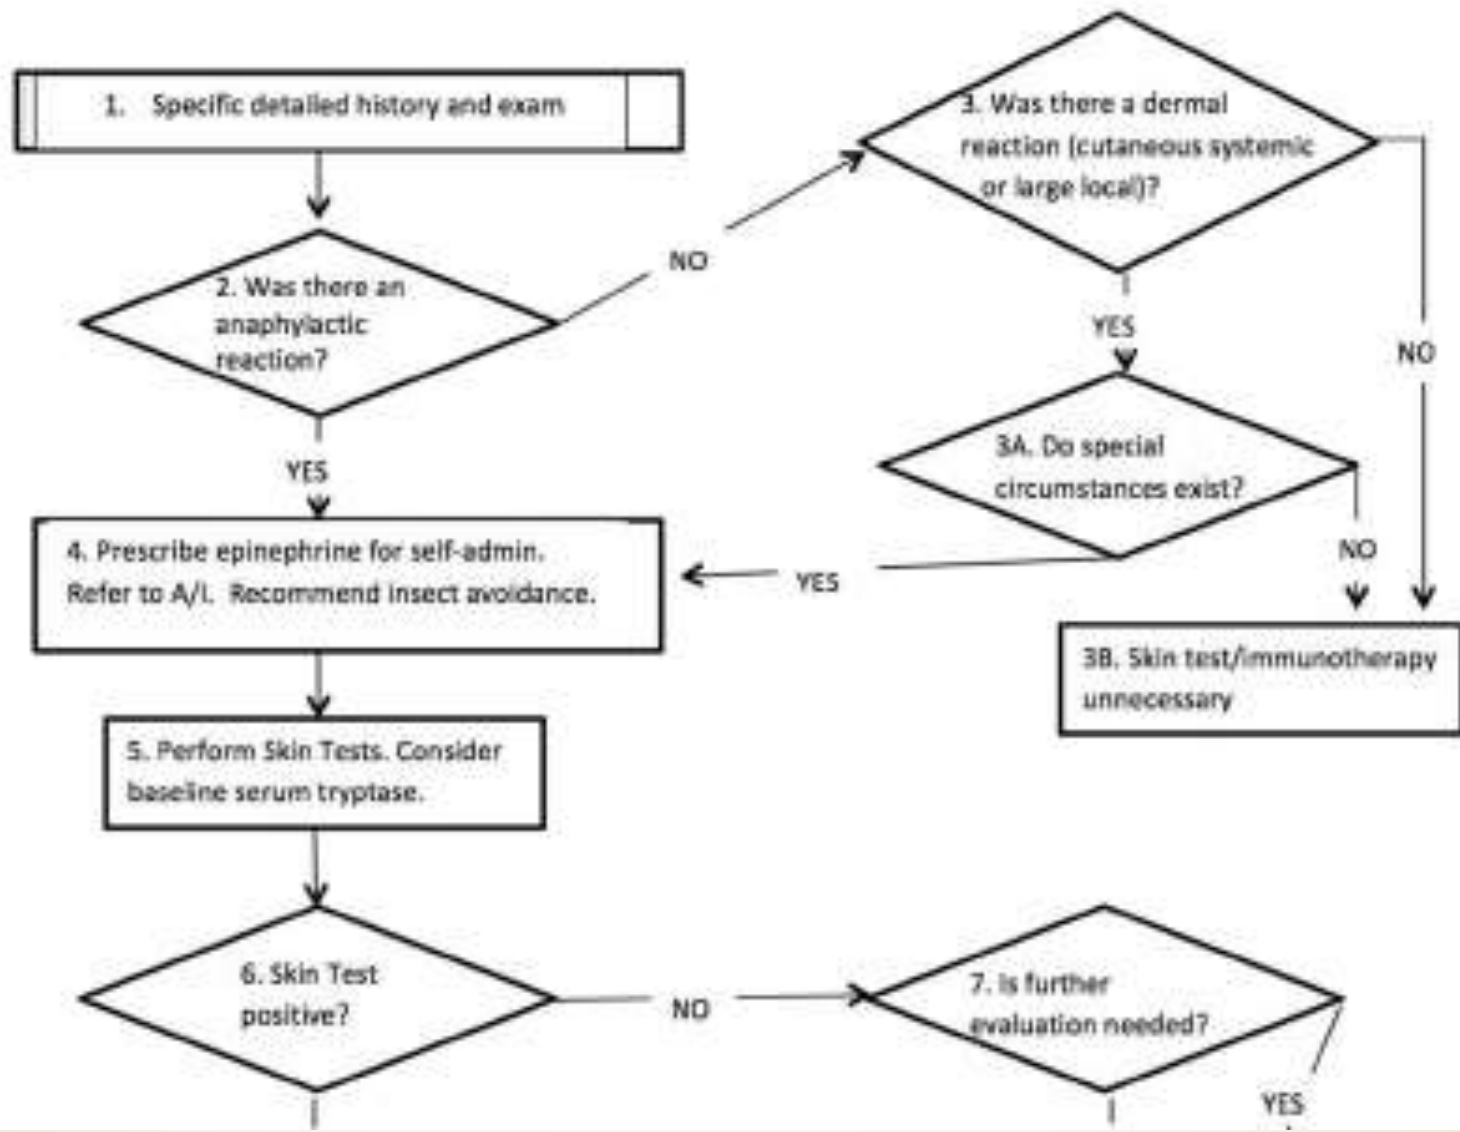 1. Specific detailed history and exam
2. Was there an
anaphylactic
reaction?
NO
3. Was there a dermal
reaction (cutaneous systemic
or large local)?
YES
NO
3A. Do special
circumstances exist?
YES
NO
3B. Skin test/immunotherapy
unnecessary
YES
4. Prescribe epinephrine for self-admin.
Refer to A/I. Recommend insect avoidance.
5. Perform Skin Tests. Consider
baseline serum tryptase.
6. Skin Test
positive?
NO
7. Is further
evaluation needed?
YES